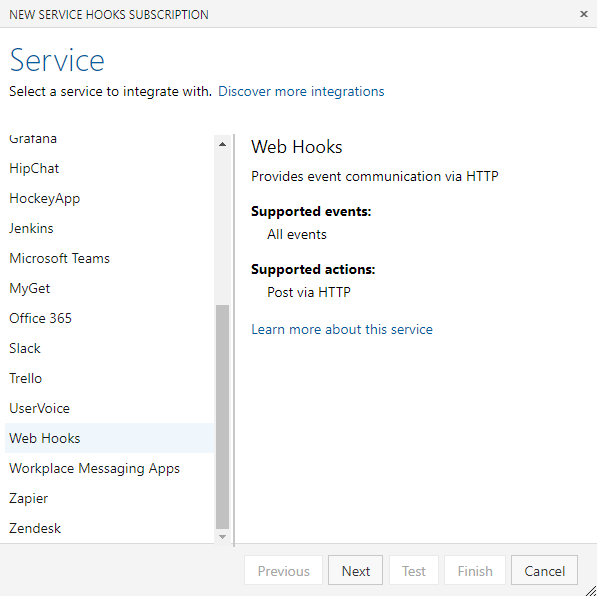 NEW SERVICE HOOKS SUBSCRIPTION
Service
Select a service to integrate with. Discover more integrations
Grafana
HipChat
HockeyApp
Jenkins
Microsoft Teams
MyGet
Office 365
Slack
Trello
UserVoice
Web Hooks
Workplace Messaging Apps
Zapier
Zendesk
Web Hooks
Provides event communication via HTTP
Supported events:
All events
Supported actions:
Post via HTTP
Learn more about this service
Previous Next Test Finish Cancel